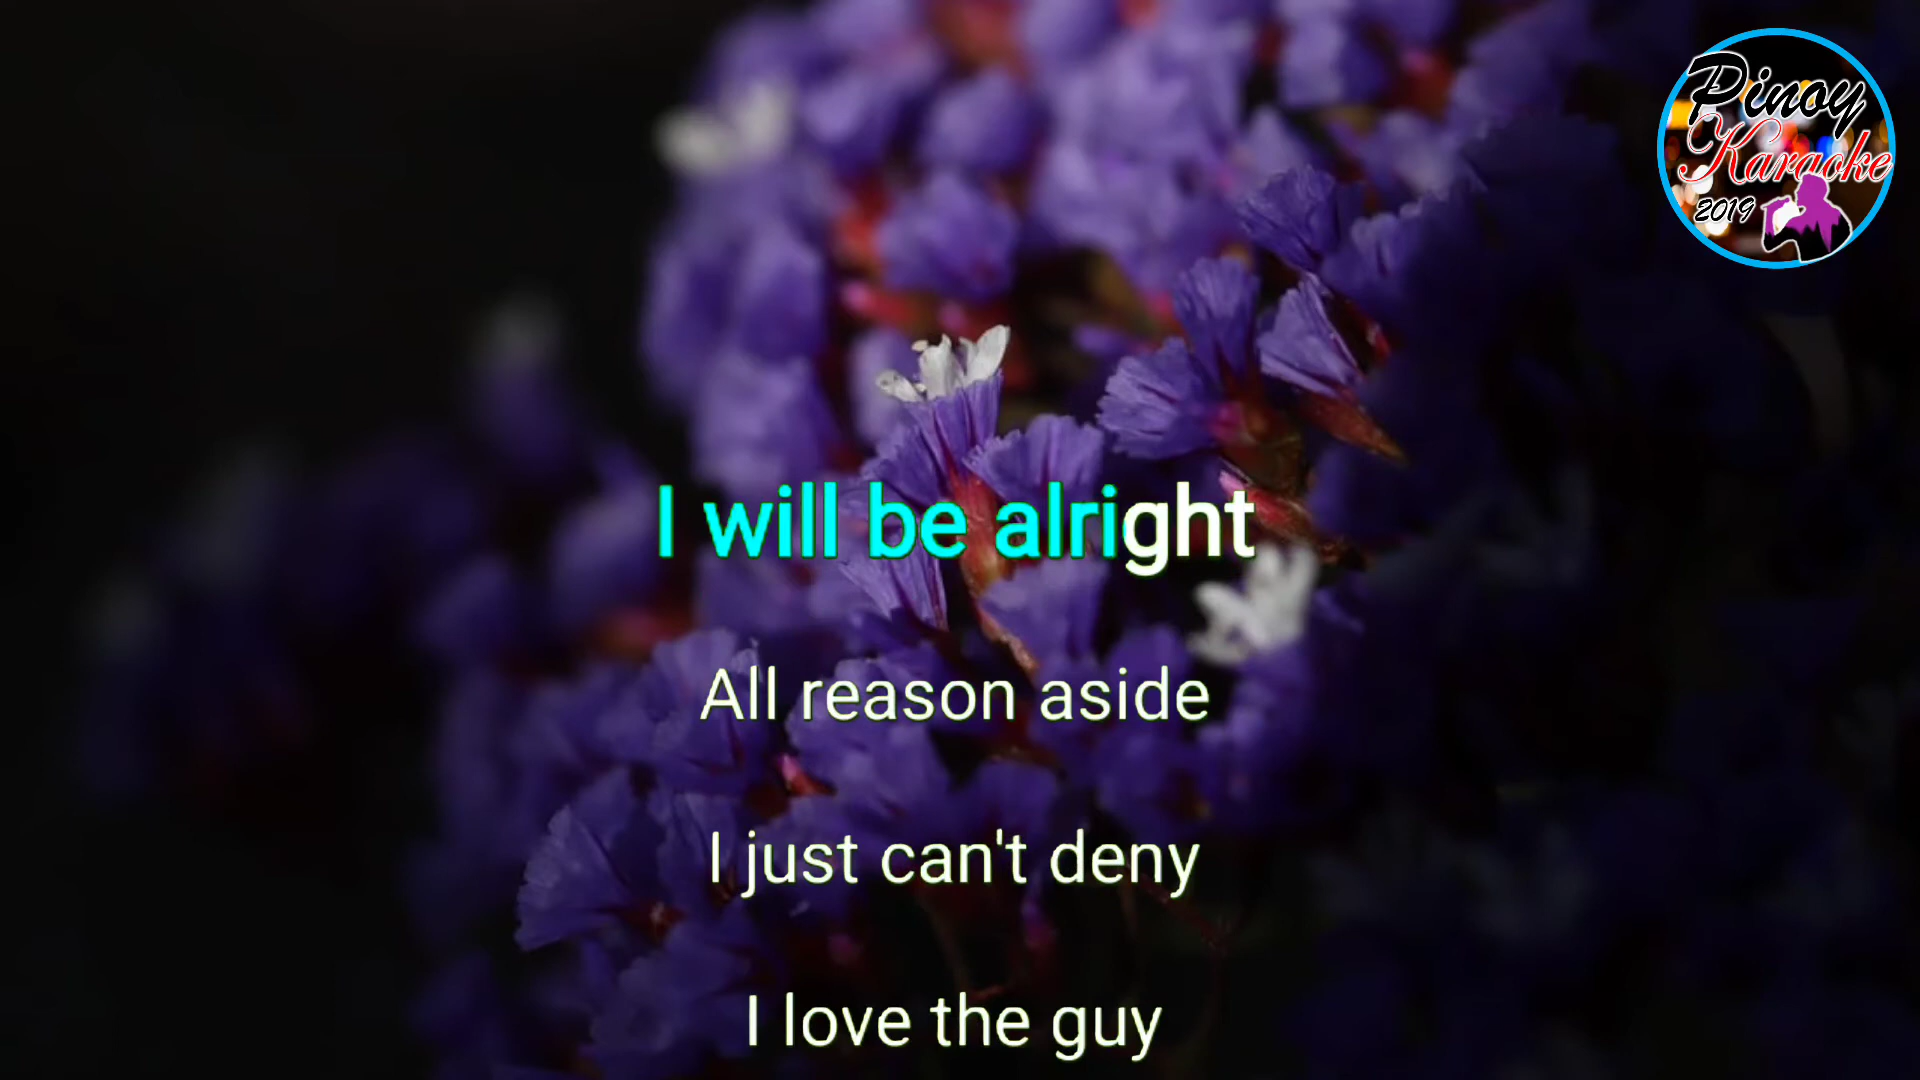 Pinoy
Karaoke
2019
I will be alright
All reason aside
I just can't deny
I love the guy